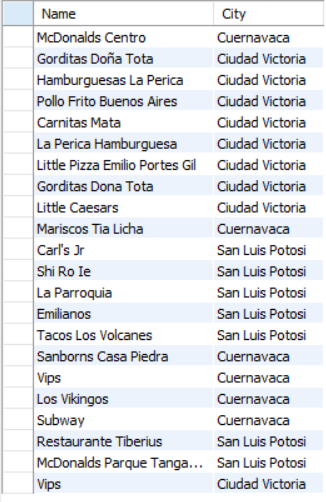 Name City
McDonalds Centro Cuernavaca
Gorditas Doña Tota Ciudad Victoria
Hamburguesas La Perica Ciudad Victoria
Pollo Frito Buenos Aires Ciudad Victoria
Carnitas Mata Ciudad Victoria
La Perica Hamburguesa Ciudad Victoria
Little Pizza Emilio Portes Gil Ciudad Victoria
Gorditas Dona Tota Ciudad Victoria
Little Caesars Ciudad Victoria
Mariscos Tia Licha Cuernavaca
Carl's Jr San Luis Potosi
Shi Ro Ie San Luis Potosi
La Parroquia San Luis Potosi
Emilianos San Luis Potosi
Tacos Los Volcanes San Luis Potosi
Sanborns Casa Piedra Cuernavaca
Vips Cuernavaca
Los Vikingos Cuernavaca
Subway Cuernavaca
Restaurante Tiberius San Luis Potosi
McDonalds Parque Tanga... San Luis Potosi
Vips Ciudad Victoria